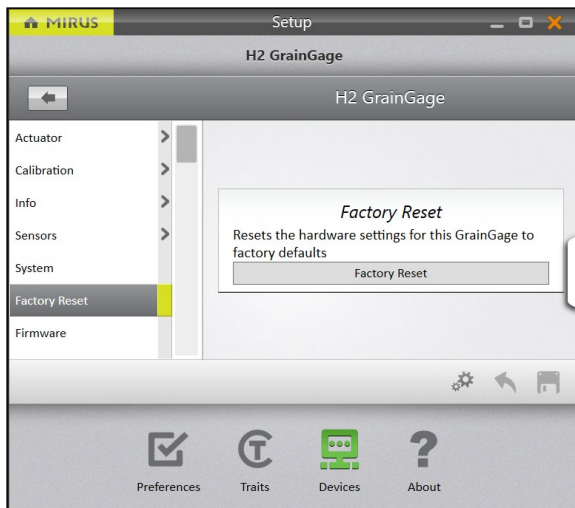 MIRUS
Setup
H2 GrainGage
H2 GrainGage
Actuator
Calibration
Info
Sensors
System
Factory Reset
Firmware
Factory Reset
Resets the hardware settings for this GrainGage to
factory defaults
Factory Reset
Preferences
Traits
Devices
About